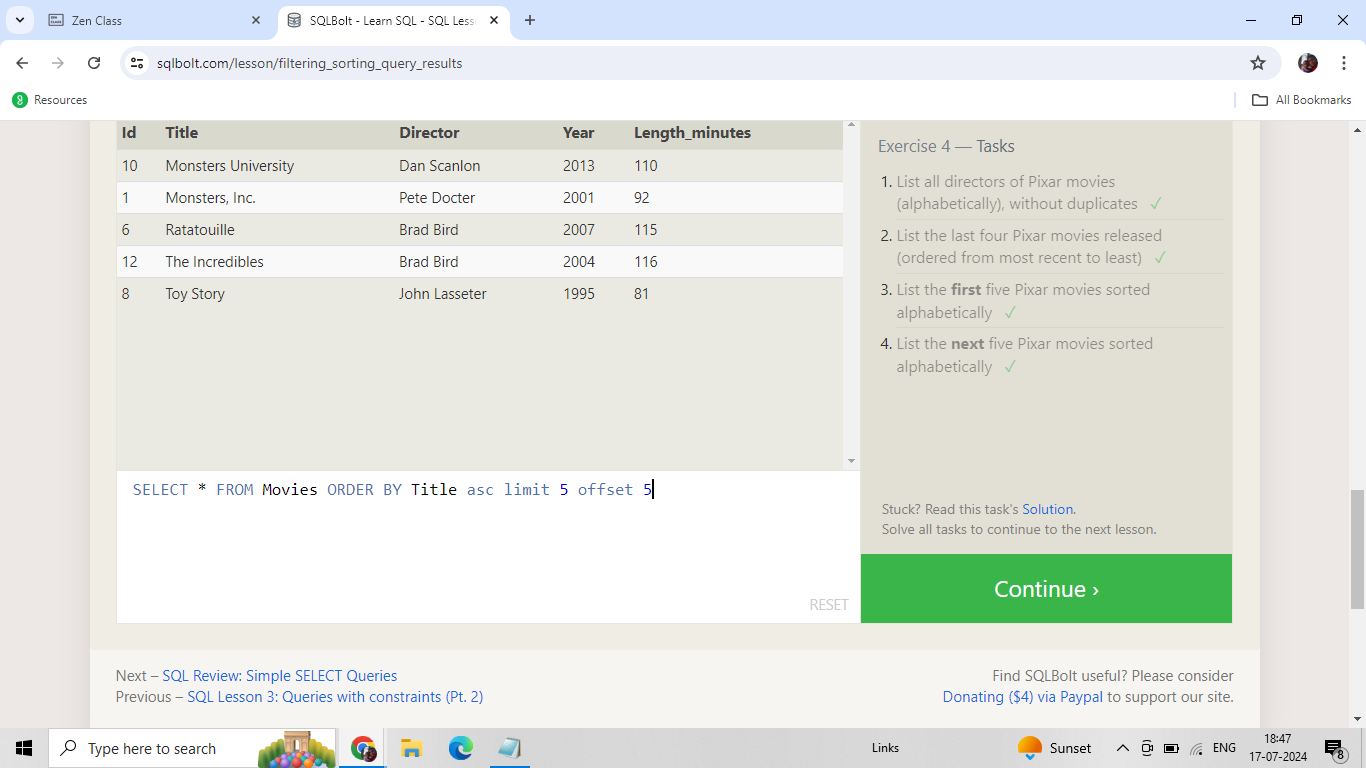 Zen Class
SQLBolt - Learn SQL - SQL Less
sqlbolt.com/lesson/filtering_sorting_query_results
Resources
All Bookmarks
Id Title Director Year Length_minutes
10 Monsters University Dan Scanlon 2013 110
1 Monsters, Inc. Pete Docter 2001 92
6 Ratatouille Brad Bird 2007 115
12 The Incredibles Brad Bird 2004 116
8 Toy Story John Lasseter 1995 81
SELECT * FROM Movies ORDER BY Title asc limit 5 offset 5
RESET
Exercise 4 — Tasks
1. List all directors of Pixar movies
(alphabetically), without duplicates ✓
2. List the last four Pixar movies released
(ordered from most recent to least) ✓
3. List the first five Pixar movies sorted
alphabetically ✓
4. List the next five Pixar movies sorted
alphabetically ✓
Stuck? Read this task's Solution.
Solve all tasks to continue to the next lesson.
Continue ›
Next – SQL Review: Simple SELECT Queries
Previous – SQL Lesson 3: Queries with constraints (Pt. 2)
Find SQLBolt useful? Please consider
Donating ($4) via Paypal to support our site.
Type here to search
Links
Sunset
ENG
18:47
17-07-2024
8